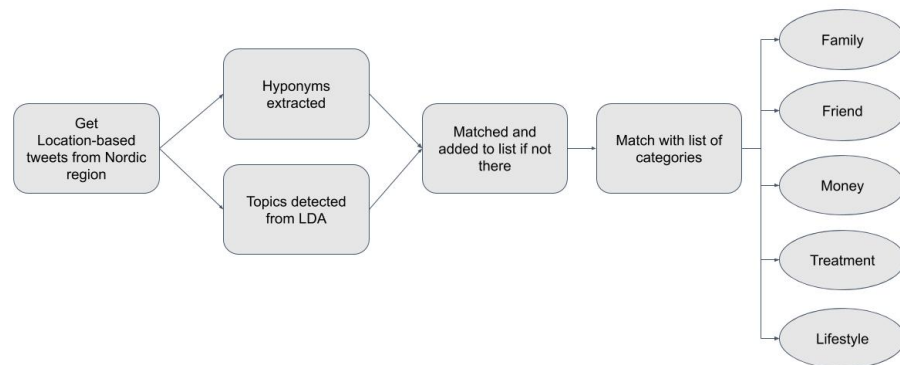 Get
Location-based
tweets from Nordic
region
Hyponyms
extracted
Topics detected
from LDA
Matched and
added to list if not
there
Match with list of
categories
Family
Friend
Money
Treatment
Lifestyle